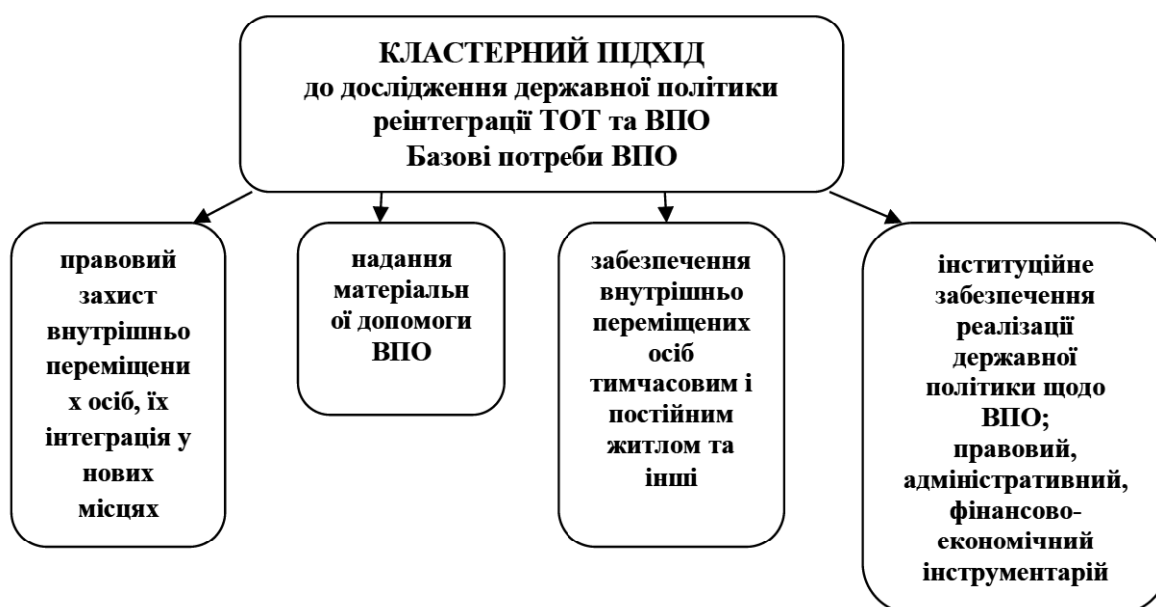 КЛАСТЕРНИЙ ПІДХІД
до дослідження державної політики
реінтеграції ТОТ та ВПО
Базові потреби ВПО
правовий
захист
внутрішньо
переміщени
х осіб, їх
інтеграція у
нових
місцях
надання
матеріальн
ої допомоги
ВПО
забезпечення
внутрішньо
переміщених
осіб
тимчасовим і
постійним
житлом та
інші
інституційне
забезпечення
реалізації
державної
політики щодо
ВПО;
правовий,
адміністративний,
фінансово-
економічний
інструментарій